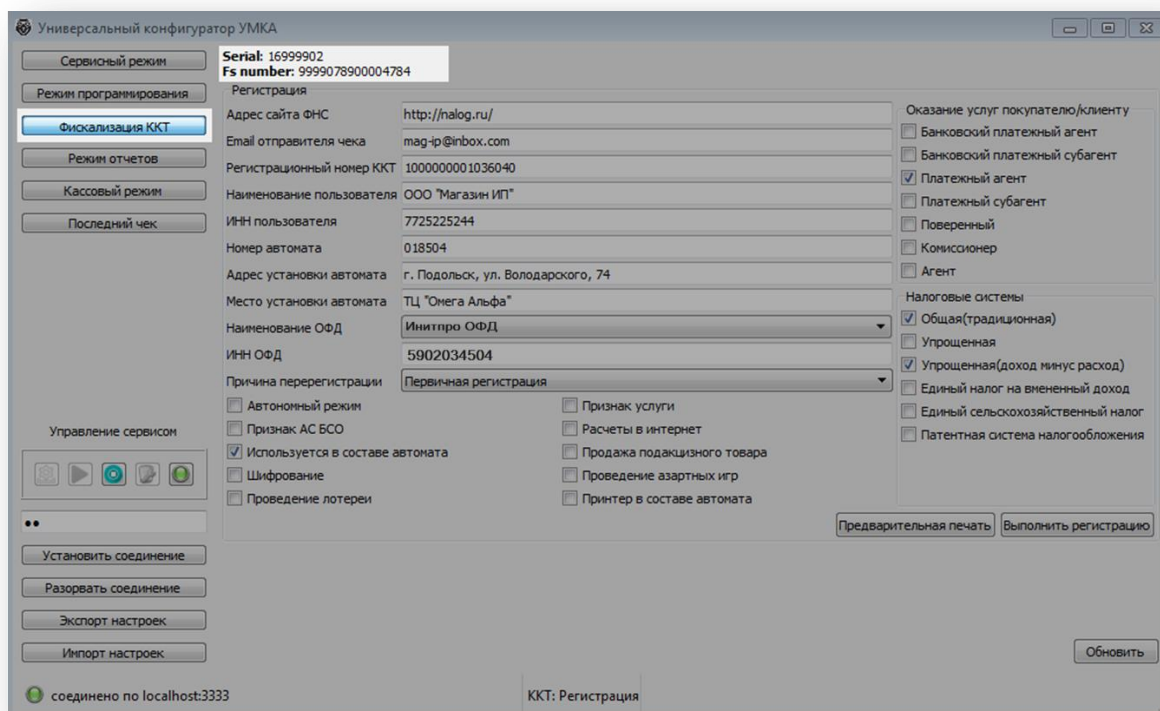 Универсальный конфигуратор УМКА
Сервисный режим
Режим программирования
Фискализация ККТ
Режим отчетов
Кассовый режим
Последний чек
Serial: 16999902
Fs number: 9999078900004784
Регистрация
Адрес сайта ФНС http://nalog.ru/
Email отправителя чека mag-ip@inbox.com
Регистрационный номер ККТ 1000000001036040
Наименование пользователя ООО "Магазин ИП"
ИНН пользователя 7725225244
Номер автомата 018504
Адрес установки автомата г. Подольск, ул. Володарского, 74
Место установки автомата ТЦ "Омега Альфа"
Наименование ОФД Инитпро ОФД
ИНН ОФД 5902034504
Причина перерегистрации Первичная регистрация
Автономный режим
Признак АС БСО
Используется в составе автомата
Шифрование
Проведение лотереи
Признак услуги
Расчеты в интернет
Продажа подакцизного товара
Проведение азартных игр
Принтер в составе автомата
Оказание услуг покупателю/клиенту
Банковский платежный агент
Банковский платежный субагент
Платежный агент
Платежный субагент
Поверенный
Комиссионер
Агент
Налоговые системы
Общая(традиционная)
Упрощенная
Упрощенная(доход минус расход)
Единый налог на вмененный доход
Единый сельскохозяйственный налог
Патентная система налогообложения
Предварительная печать Выполнить регистрацию
Управление сервисом
Установить соединение
Разорвать соединение
Экспорт настроек
Импорт настроек
Обновить
соединено по localhost:3333
ККТ: Регистрация